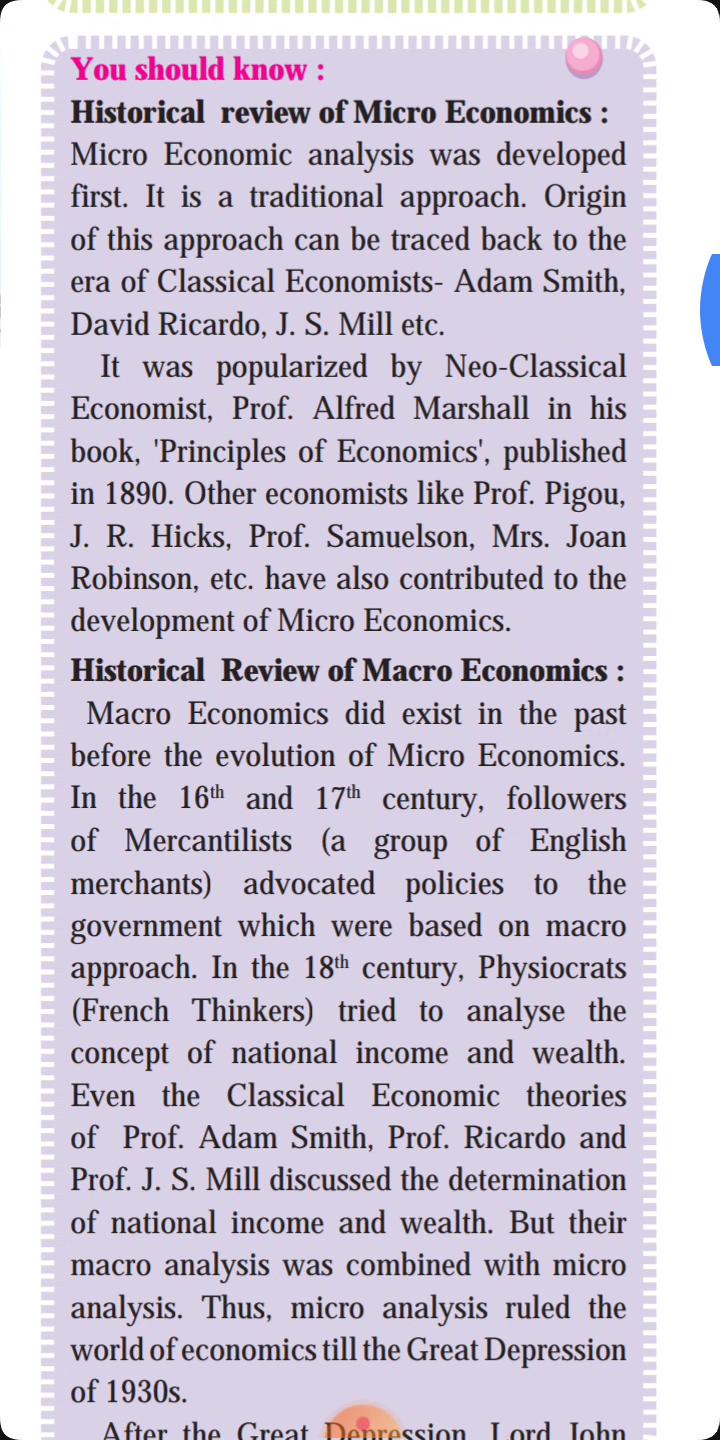 You should know :
Historical review of Micro Economics :
Micro Economic analysis was developed
first. It is a traditional approach. Origin
of this approach can be traced back to the
era of Classical Economists- Adam Smith,
David Ricardo, J. S. Mill etc.
It was popularized by Neo-Classical
Economist, Prof. Alfred Marshall in his
book, 'Principles of Economics', published
in 1890. Other economists like Prof. Pigou,
J. R. Hicks, Prof. Samuelson, Mrs. Joan
Robinson, etc. have also contributed to the
development of Micro Economics.
Historical Review of Macro Economics :
Macro Economics did exist in the past
before the evolution of Micro Economics.
In the 16th and 17th century, followers
of Mercantilists (a group of English
merchants) advocated policies to the
government which were based on macro
approach. In the 18th century, Physiocrats
(French Thinkers) tried to analyse the
concept of national income and wealth.
Even the Classical Economic theories
of Prof. Adam Smith, Prof. Ricardo and
Prof. J. S. Mill discussed the determination
of national income and wealth. But their
macro analysis was combined with micro
analysis. Thus, micro analysis ruled the
world of economics till the Great Depression
of 1930s.
After the Great Depression, Lord John